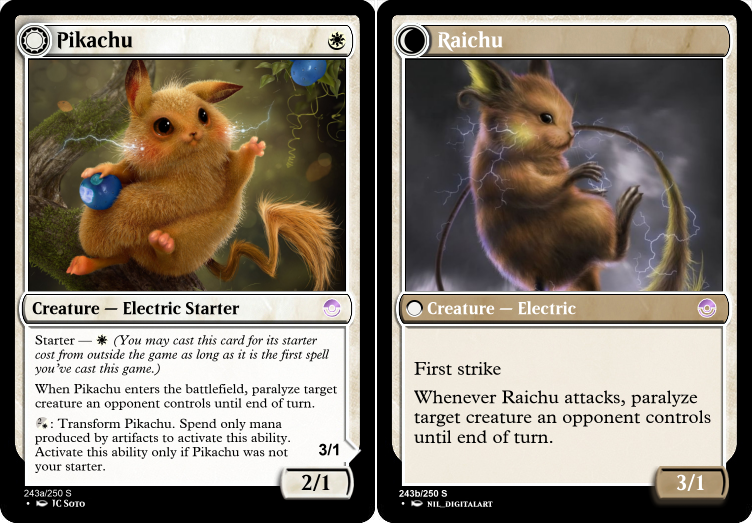 Pikachu
Creature — Electric Starter
Starter — (You may cast this card for its starter
cost from outside the game as long as it is the first spell
you've cast this game.)
When Pikachu enters the battlefield, paralyze target
creature an opponent controls until end of turn.
: Transform Pikachu. Spend only mana
produced by artifacts to activate this ability.
Activate this ability only if Pikachu was not
your starter.
3/1
2/1
243a/250 S
• JC Soto
Raichu
Creature — Electric
First strike
Whenever Raichu attacks, paralyze
target creature an opponent controls
until end of turn.
3/1
243b/250 S
• NIL_DIGITALART